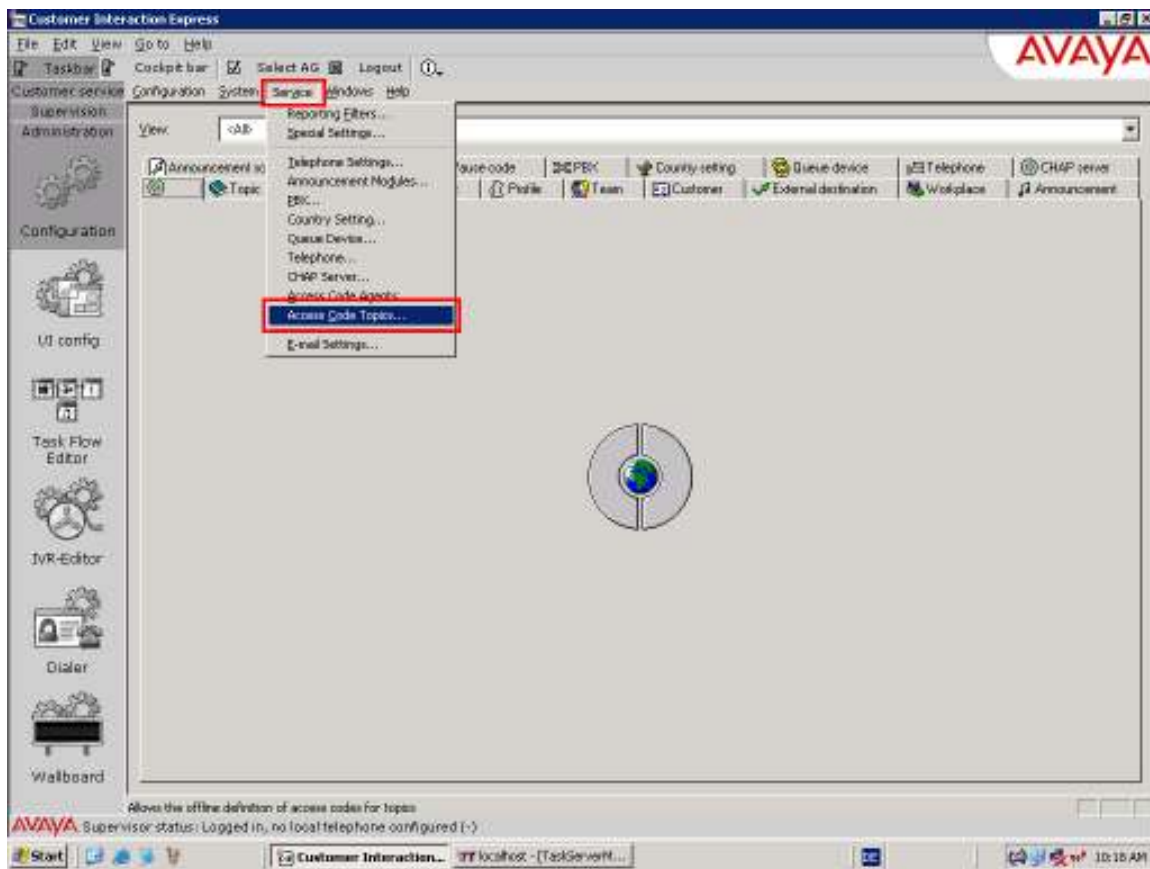 Customer Interaction Express
File Edit View Go to Help
AVAYA
Taskbar Cockpit bar Select AG Logout
Customer service Configuration System Service Windows Help
Supervision
Administration
View: <All>
Reporting Filters...
Special Settings...
Telephone Settings...
Announcement Modules...
PBX...
Country Setting...
Queue Device...
Telephone...
CHAP Server...
Access Code Agents...
Access Code Topics...
E-mail Settings...
Pause code PBX Country setting Queue device Telephone CHAP server
Topic Profile Team Customer External destination Workplace Announcement
Configuration
UI config
Task Flow
Editor
IVR-Editor
Dialer
Wallboard
Allows the offline definition of access codes for topics
AVAYA Supervisor status: Logged in, no local telephone configured (-)
Start Customer Interaction... localhost - [TaskServerM... 10:18 AM